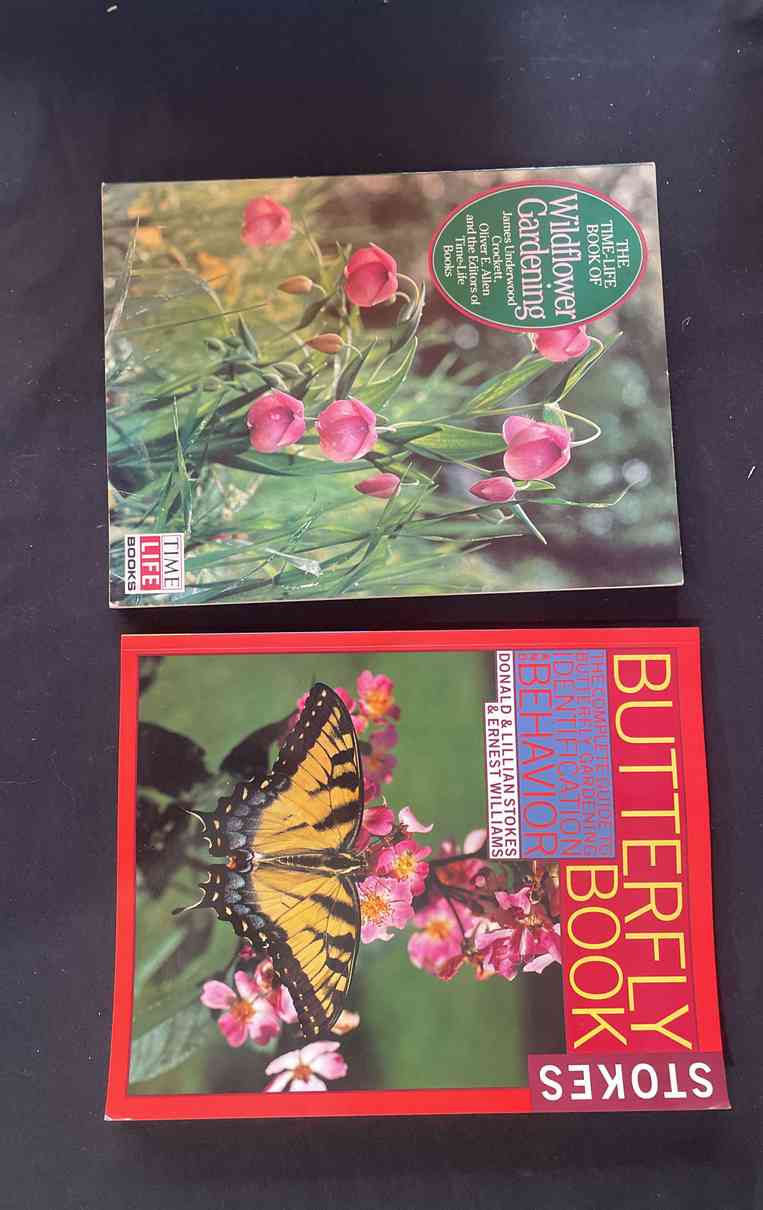 THE
TIME-LIFE
BOOK OF
Wildflower
Gardening
James Underwood
Crockett,
Oliver E. Allen
and the Editors of
Time-Life
Books
TIME
LIFE
BOOKS
STOKES
BUTTERFLY
BOOK
THE COMPLETE GUIDE TO
BUTTERFLY GARDENING
IDENTIFICATION
AND
BEHAVIOR
DONALD & LILLIAN STOKES
& ERNEST WILLIAMS